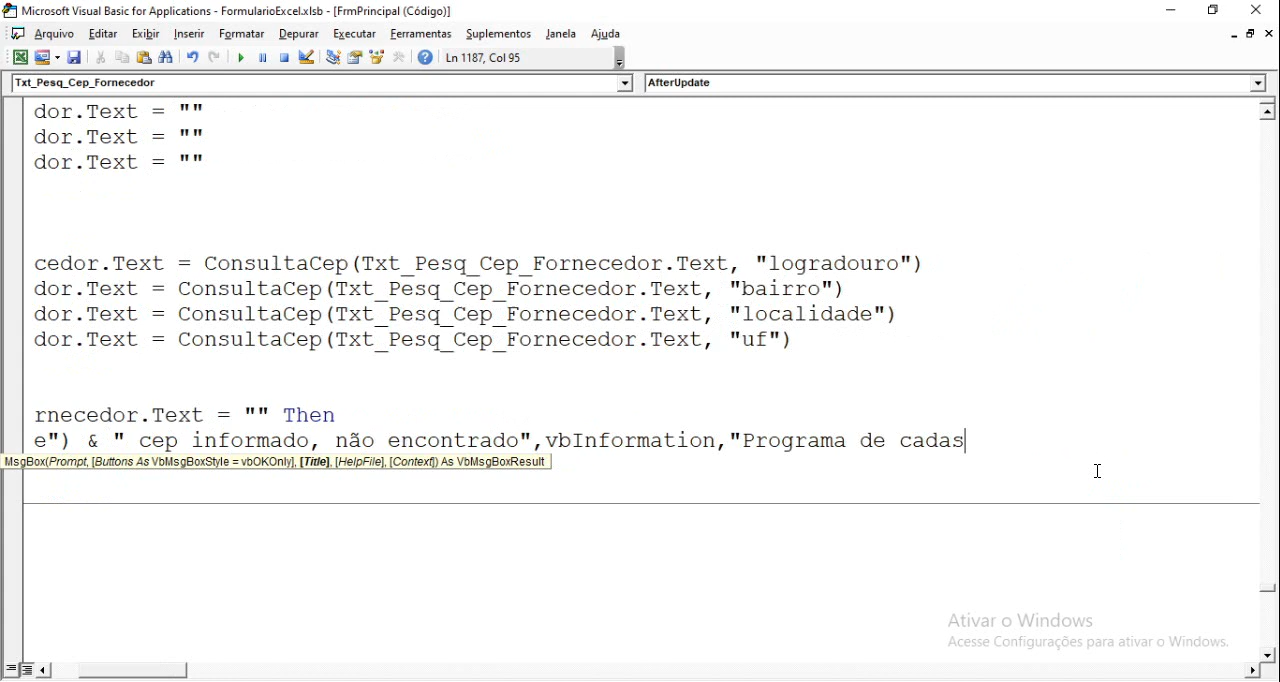 Microsoft Visual Basic for Applications - FormularioExcel.xlsb - [FrmPrincipal (Código)]
Arquivo Editar Exibir Inserir Formatar Depurar Executar Ferramentas Suplementos Janela Ajuda
Ln 1187, Col 95
Txt_Pesq_Cep_Fornecedor AfterUpdate
dor.Text = ""
dor.Text = ""
dor.Text = ""
cedor.Text = ConsultaCep(Txt_Pesq_Cep_Fornecedor.Text, "logradouro")
dor.Text = ConsultaCep(Txt_Pesq_Cep_Fornecedor.Text, "bairro")
dor.Text = ConsultaCep(Txt_Pesq_Cep_Fornecedor.Text, "localidade")
dor.Text = ConsultaCep(Txt_Pesq_Cep_Fornecedor.Text, "uf")
rnecedor.Text = "" Then
e") & " cep informado, não encontrado",vbInformation,"Programa de cadas
MsgBox(Prompt, [Buttons As VbMsgBoxStyle = vbOKOnly], [Title], [HelpFile], [Context]) As VbMsgBoxResult
Ativar o Windows
Acesse Configurações para ativar o Windows.